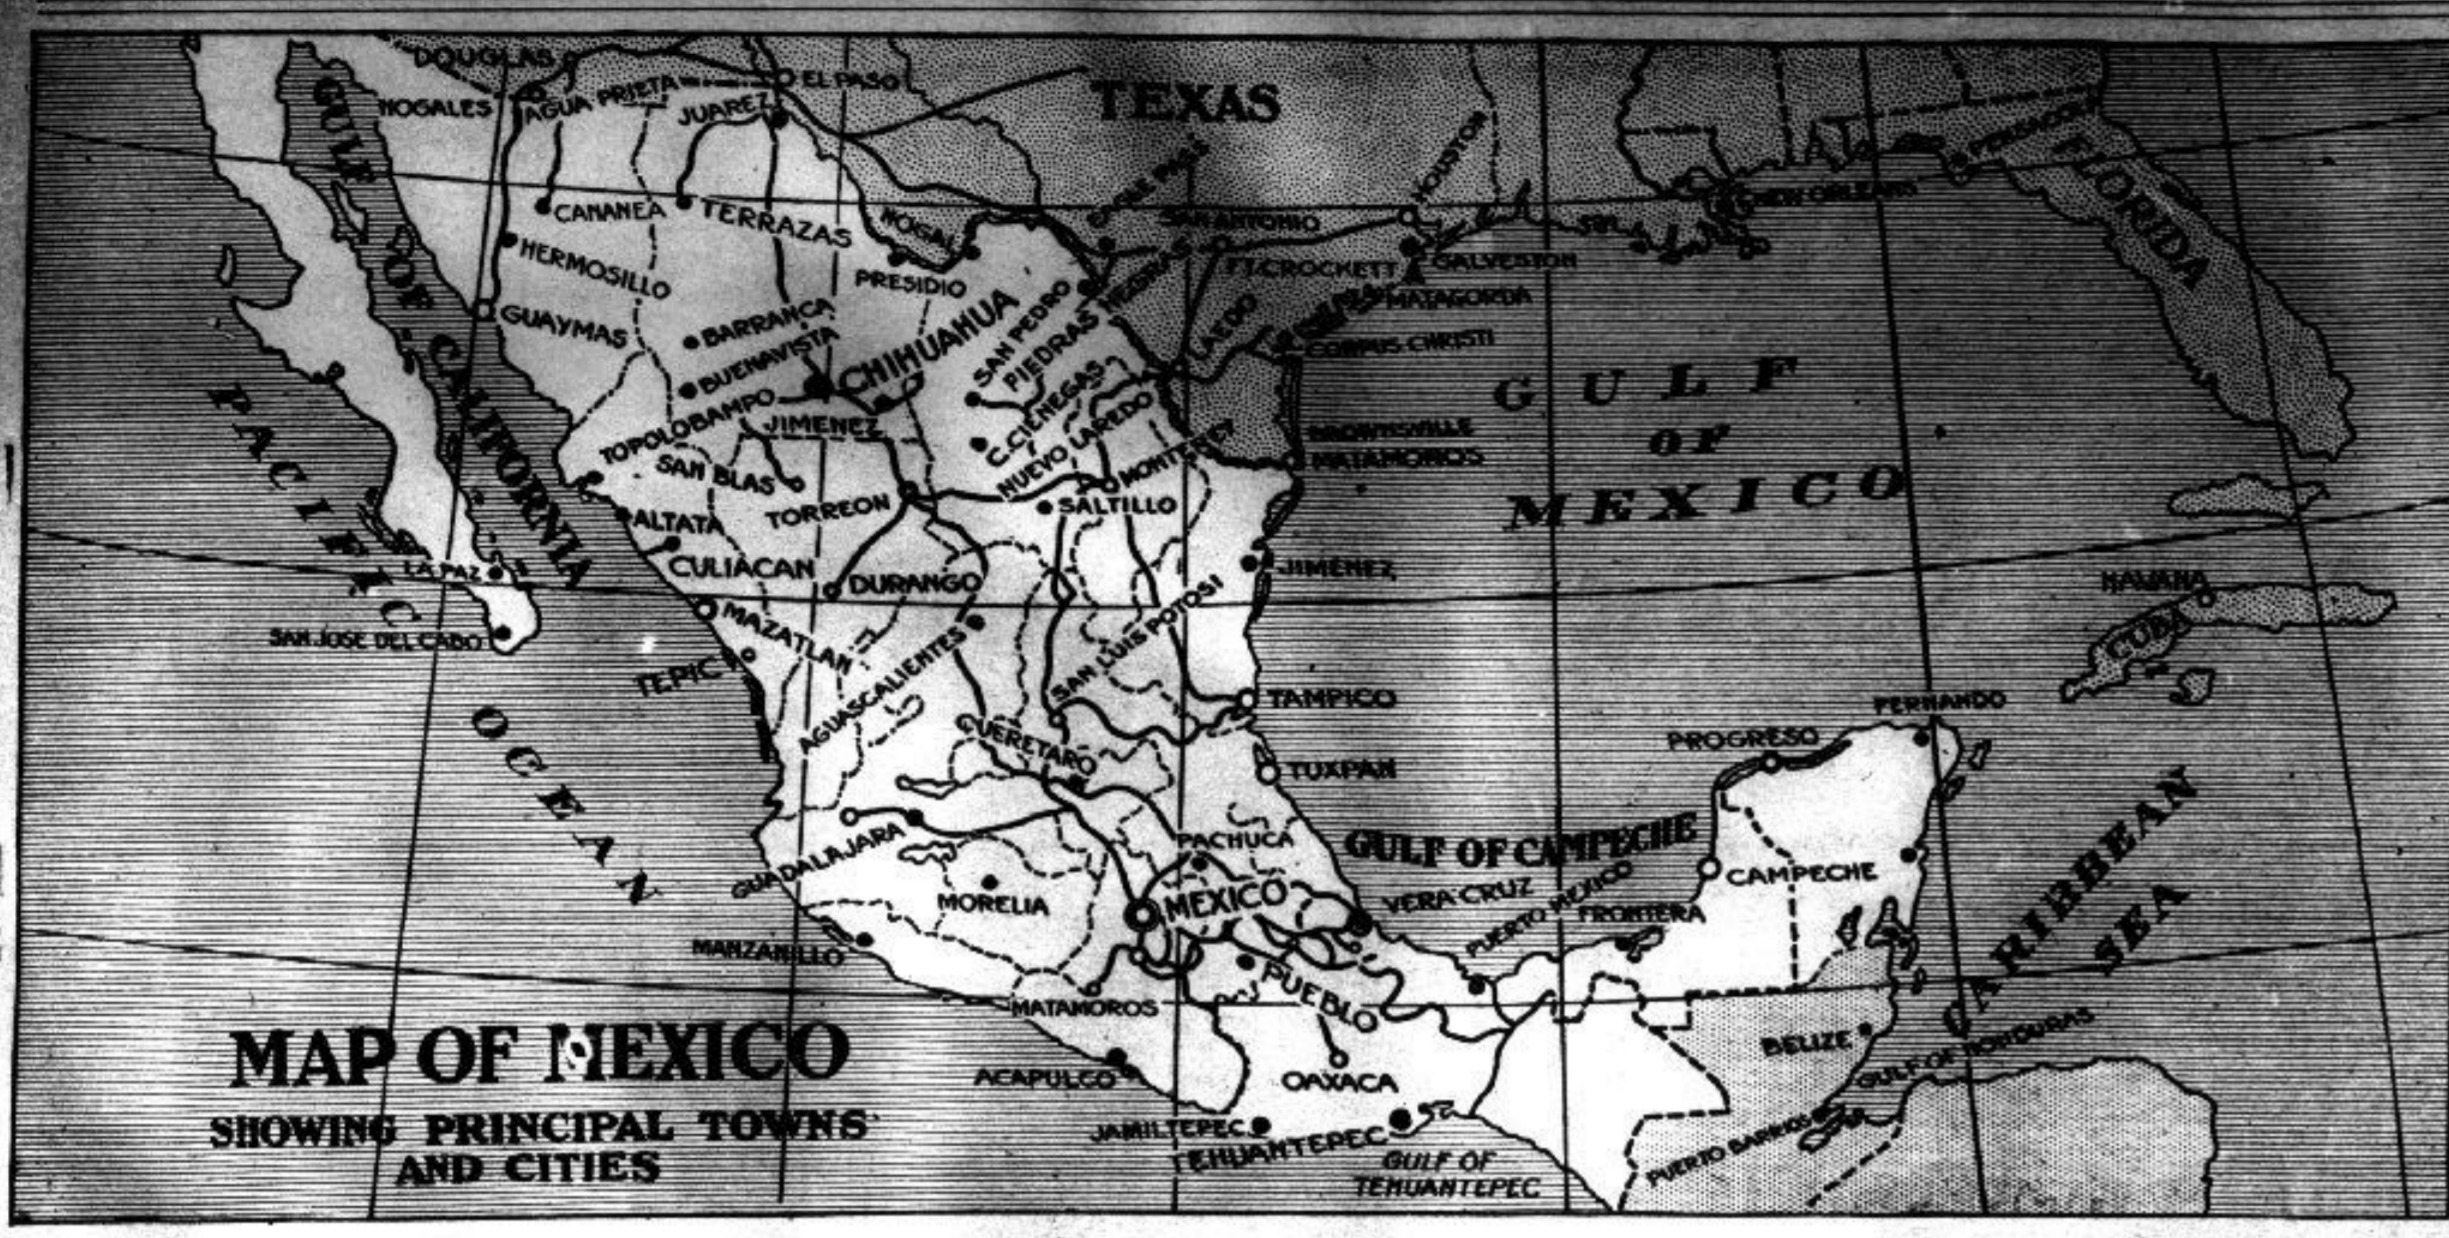 DOUGLAS
NOGALES
AGUA PRIETA
JUAREZ
EL PASO
TEXAS
EAGLE PASS
HOUSTON
PENSACOLA
FLORIDA
NEW ORLEANS
GULF OF CALIFORNIA
CANANEA
TERRAZAS
NOGAL
SAN ANTONIO
HERMOSILLO
PRESIDIO
FT. CROCKETT
GALVESTON
MATAGORDA
GUAYMAS
BARRANCA
BUENAVISTA
CHIHUAHUA
SAN PEDRO
PIEDRAS NEGRAS
LAREDO
CORPUS CHRISTI
GULF
OF
MEXICO
PACIFIC
OCEAN
TOPOLOBAMPO
JIMENEZ
C. CIENEGAS
NUEVO LAREDO
MONTEREY
BROWNSVILLE
MATAMOROS
SAN BLAS
TORREON
SALTILLO
ALTATA
CULIACAN
DURANGO
JIMENEZ
LA PAZ
SAN JOSE DEL CABO
MAZATLAN
TEPIC
AGUASCALIENTES
SAN LUIS POTOSI
HAVANA
CUBA
TAMPICO
FERNANDO
PROGRESO
QUERETARO
TUXPAN
GUADALAJARA
PACHUCA
GULF OF CAMPECHE
CAMPECHE
CARIBBEAN
SEA
MORELIA
MEXICO
VERA CRUZ
PUERTO MEXICO
FRONTERA
MANZANILLO
PUEBLO
MATAMOROS
ACAPULCO
OAXACA
BELIZE
GULF OF HONDURAS
JAMILTEPEC
TEHUANTEPEC
GULF OF
TEHUANTEPEC
PUERTO BARRIOS
MAP OF MEXICO
SHOWING PRINCIPAL TOWNS
AND CITIES